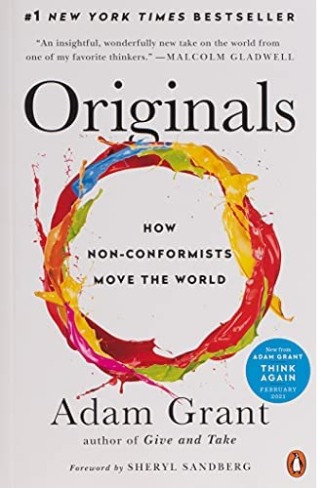 #1 NEW YORK TIMES BESTSELLER
"An insightful, wonderfully new take on the world from
one of my favorite thinkers." —MALCOLM GLADWELL
Originals
HOW
NON-CONFORMISTS
MOVE THE WORLD
New from
ADAM GRANT
THINK
AGAIN
FEBRUARY
2021
Adam Grant
author of Give and Take
Foreword by SHERYL SANDBERG